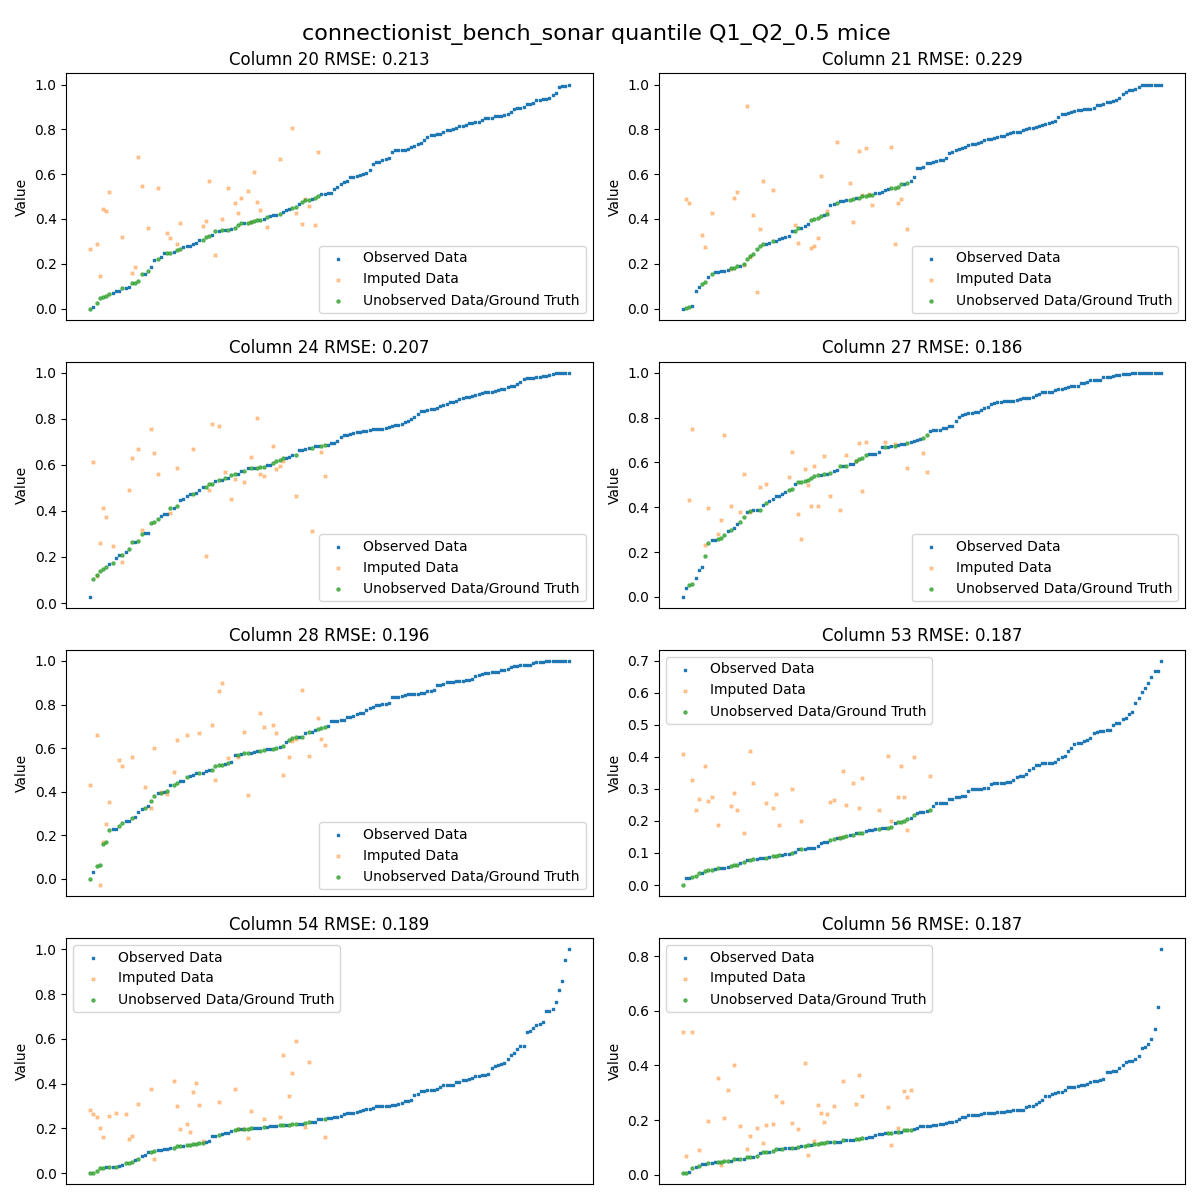 connectionist_bench_sonar quantile Q1_Q2_0.5 mice
Column 20 RMSE: 0.213
1.0
0.8
0.6
0.4
0.2
0.0
Value
Observed Data
Imputed Data
Unobserved Data/Ground Truth
Column 21 RMSE: 0.229
1.0
0.8
0.6
0.4
0.2
0.0
Value
Observed Data
Imputed Data
Unobserved Data/Ground Truth
Column 24 RMSE: 0.207
1.0
0.8
0.6
0.4
0.2
0.0
Value
Observed Data
Imputed Data
Unobserved Data/Ground Truth
Column 27 RMSE: 0.186
1.0
0.8
0.6
0.4
0.2
0.0
Value
Observed Data
Imputed Data
Unobserved Data/Ground Truth
Column 28 RMSE: 0.196
1.0
0.8
0.6
0.4
0.2
0.0
Value
Observed Data
Imputed Data
Unobserved Data/Ground Truth
Column 53 RMSE: 0.187
0.7
0.6
0.5
0.4
0.3
0.2
0.1
0.0
Value
Observed Data
Imputed Data
Unobserved Data/Ground Truth
Column 54 RMSE: 0.189
1.0
0.8
0.6
0.4
0.2
0.0
Value
Observed Data
Imputed Data
Unobserved Data/Ground Truth
Column 56 RMSE: 0.187
0.8
0.6
0.4
0.2
0.0
Value
Observed Data
Imputed Data
Unobserved Data/Ground Truth